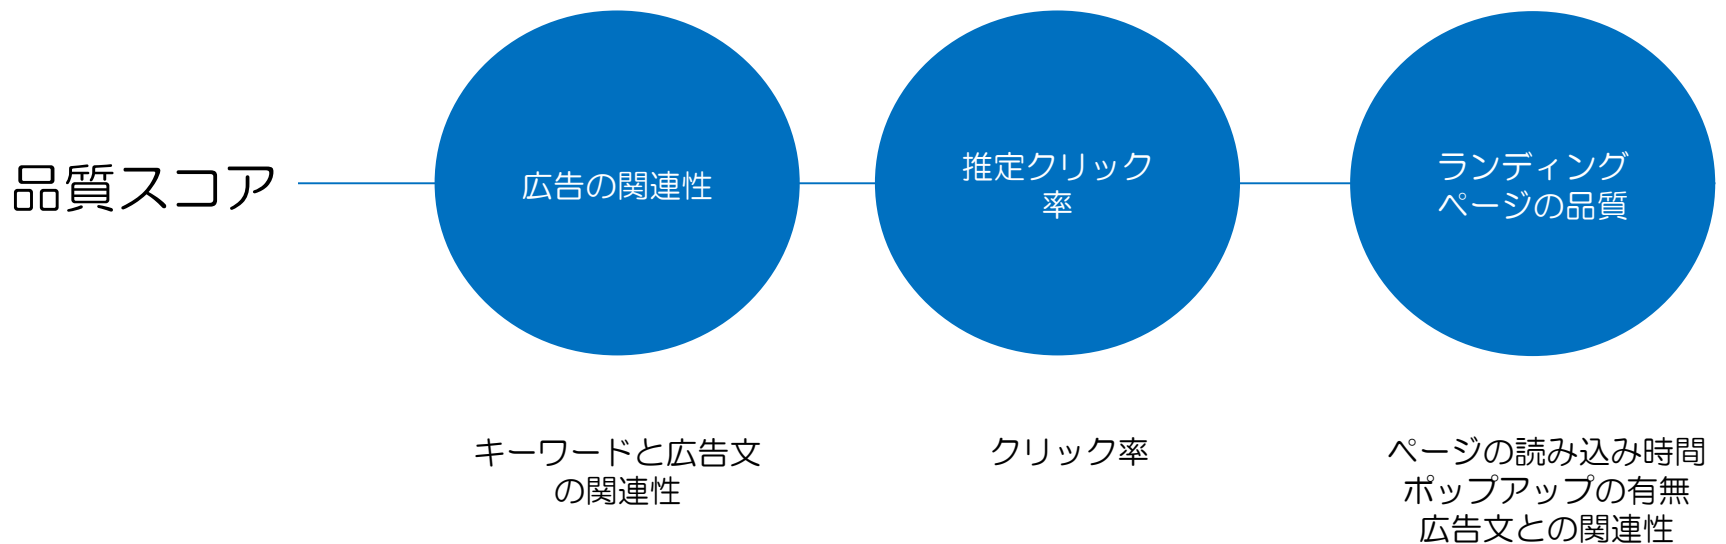 品質スコア
広告の関連性
推定クリック
率
ランディング
ページの品質
キーワードと広告文
の関連性
クリック率
ページの読み込み時間
ポップアップの有無
広告文との関連性